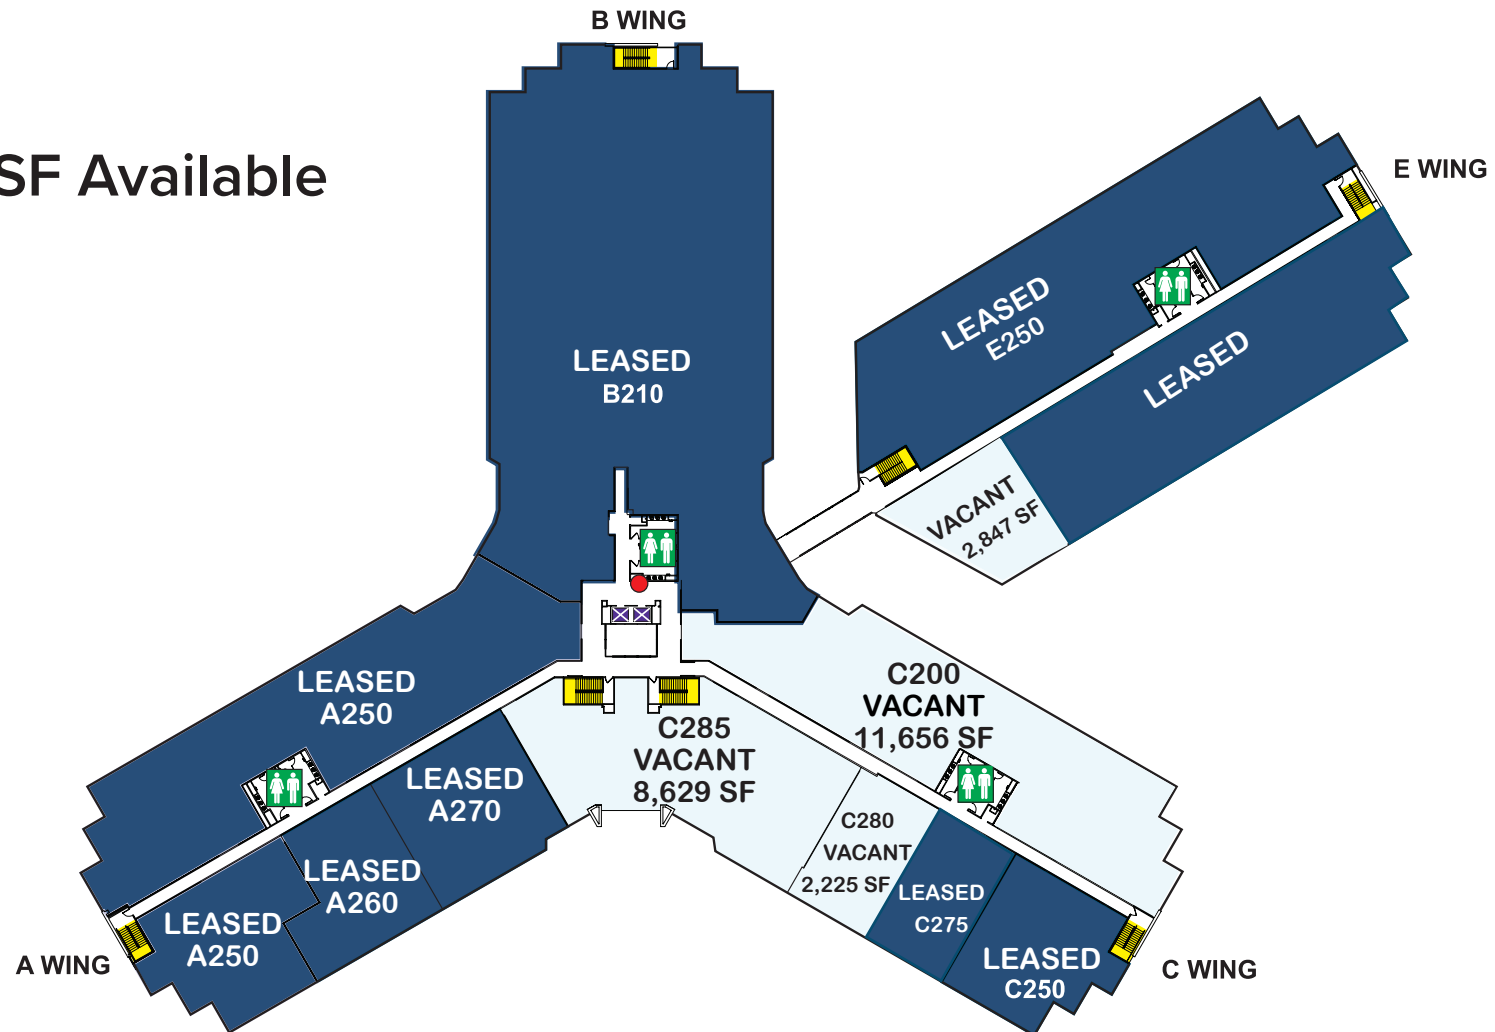 B WING
SF Available
E WING
LEASED
E250
LEASED
B210
LEASED
VACANT
2,847 SF
LEASED
A250
C200
VACANT
11,656 SF
C285
VACANT
8,629 SF
LEASED
A270
C280
VACANT
2,225 SF
LEASED
A260
LEASED
C275
LEASED
A250
LEASED
C250
A WING
C WING